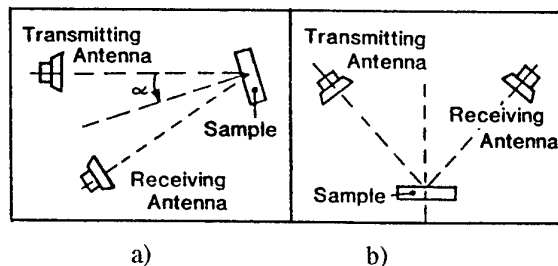 Transmitting
Antenna
α
Sample
Receiving
Antenna
a)
Transmitting
Antenna
Receiving
Antenna
Sample
b)